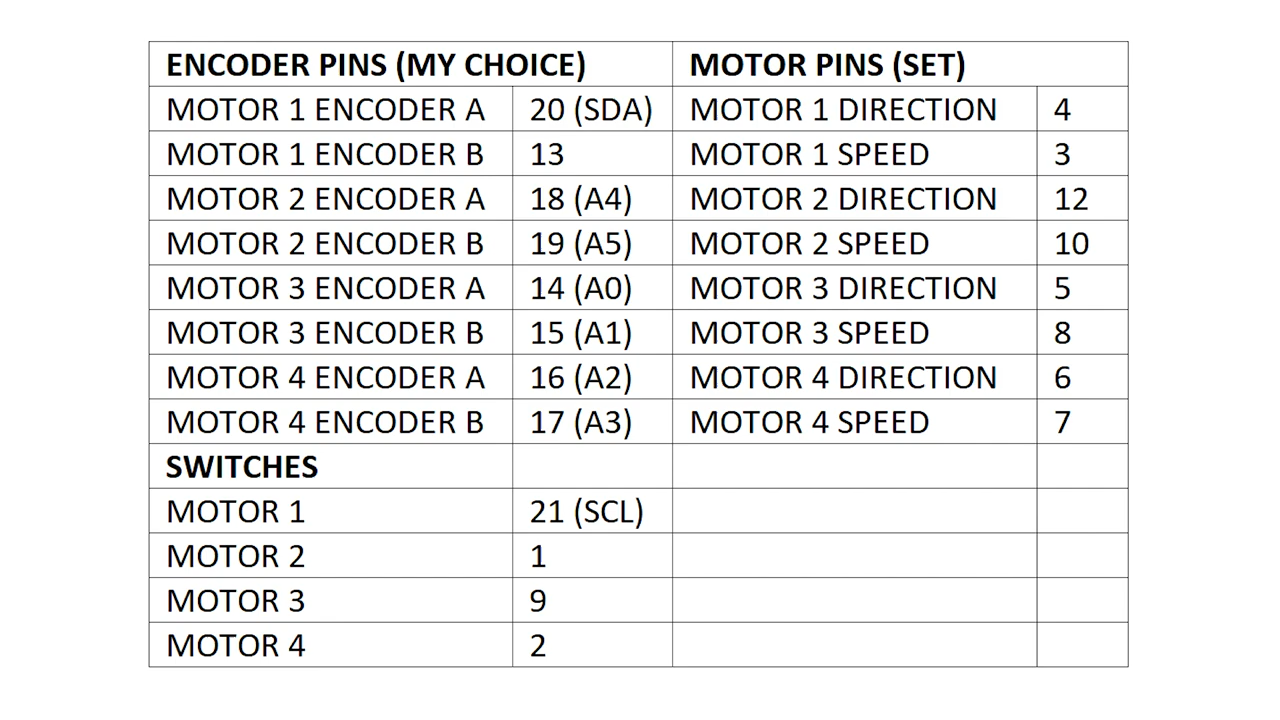 ENCODER PINS (MY CHOICE) MOTOR PINS (SET)
MOTOR 1 ENCODER A 20 (SDA) MOTOR 1 DIRECTION 4
MOTOR 1 ENCODER B 13 MOTOR 1 SPEED 3
MOTOR 2 ENCODER A 18 (A4) MOTOR 2 DIRECTION 12
MOTOR 2 ENCODER B 19 (A5) MOTOR 2 SPEED 10
MOTOR 3 ENCODER A 14 (A0) MOTOR 3 DIRECTION 5
MOTOR 3 ENCODER B 15 (A1) MOTOR 3 SPEED 8
MOTOR 4 ENCODER A 16 (A2) MOTOR 4 DIRECTION 6
MOTOR 4 ENCODER B 17 (A3) MOTOR 4 SPEED 7
SWITCHES
MOTOR 1 21 (SCL)
MOTOR 2 1
MOTOR 3 9
MOTOR 4 2